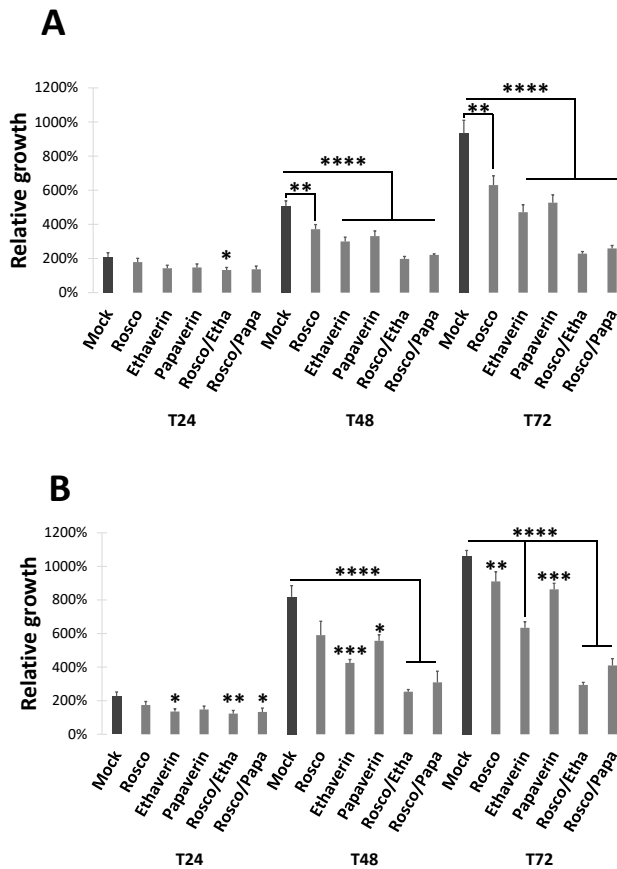 A
Relative growth
1200%
1000%
800%
600%
400%
200%
0%
*
****
**
****
**
Mock
Rosco
Ethaverin
Papaverin
Rosco/Etha
Rosco/Papa
Mock
Rosco
Ethaverin
Papaverin
Rosco/Etha
Rosco/Papa
Mock
Rosco
Ethaverin
Papaverin
Rosco/Etha
Rosco/Papa
T24 T48 T72
B
Relative growth
1200%
1000%
800%
600%
400%
200%
0%
*
**
*
****
***
*
****
**
***
Mock
Rosco
Ethaverin
Papaverin
Rosco/Etha
Rosco/Papa
Mock
Rosco
Ethaverin
Papaverin
Rosco/Etha
Rosco/Papa
Mock
Rosco
Ethaverin
Papaverin
Rosco/Etha
Rosco/Papa
T24 T48 T72